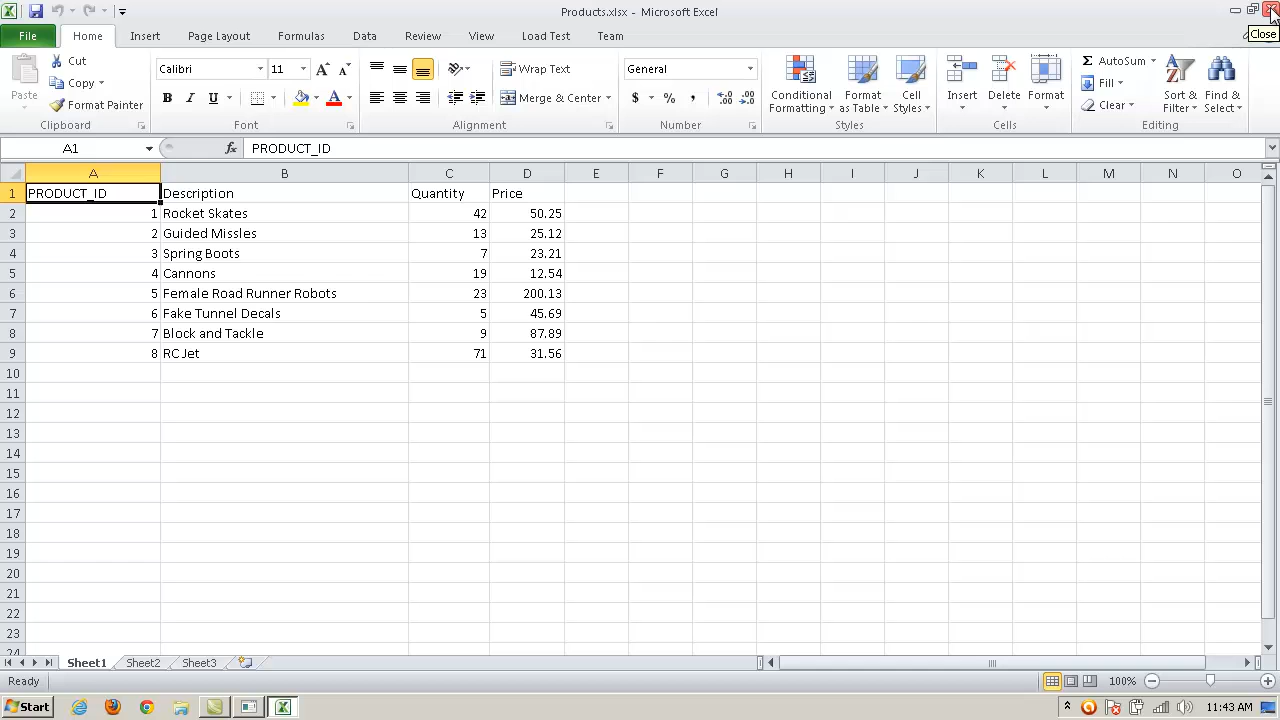 Products.xlsx - Microsoft Excel
Close
File Home Insert Page Layout Formulas Data Review View Load Test Team
Paste Cut Copy Format Painter Clipboard
Calibri 11 B I U Font
Wrap Text Merge & Center Alignment
General $ % , Number
Conditional Formatting Format as Table Cell Styles Styles
Insert Delete Format Cells
Σ AutoSum Fill Clear Sort & Filter Find & Select Editing
A1 fx PRODUCT_ID
A B C D E F G H I J K L M N O
1 PRODUCT_ID Description Quantity Price
2 1 Rocket Skates 42 50.25
3 2 Guided Missles 13 25.12
4 3 Spring Boots 7 23.21
5 4 Cannons 19 12.54
6 5 Female Road Runner Robots 23 200.13
7 6 Fake Tunnel Decals 5 45.69
8 7 Block and Tackle 9 87.89
9 8 RC Jet 71 31.56
10
11
12
13
14
15
16
17
18
19
20
21
22
23
24
Sheet1 Sheet2 Sheet3
Ready 100%
Start 11:43 AM